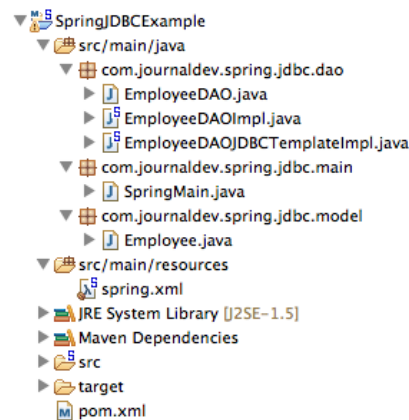 SpringJDBCExample
src/main/java
com.journaldev.spring.jdbc.dao
EmployeeDAO.java
EmployeeDAOImpl.java
EmployeeDAOJDBCTemplateImpl.java
com.journaldev.spring.jdbc.main
SpringMain.java
com.journaldev.spring.jdbc.model
Employee.java
src/main/resources
spring.xml
JRE System Library [J2SE-1.5]
Maven Dependencies
src
target
pom.xml